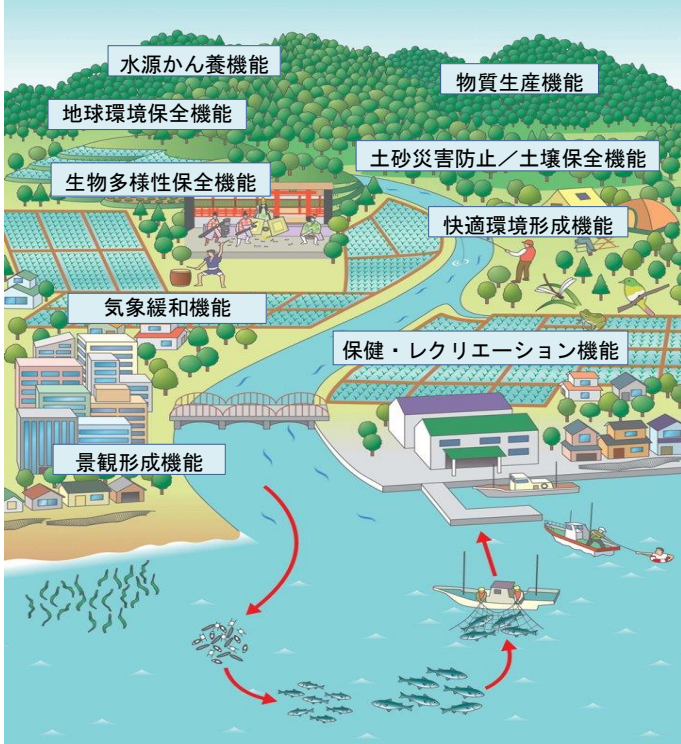 水源かん養機能
物質生産機能
地球環境保全機能
土砂災害防止／土壌保全機能
生物多様性保全機能
快適環境形成機能
気象緩和機能
保健・レクリエーション機能
景観形成機能